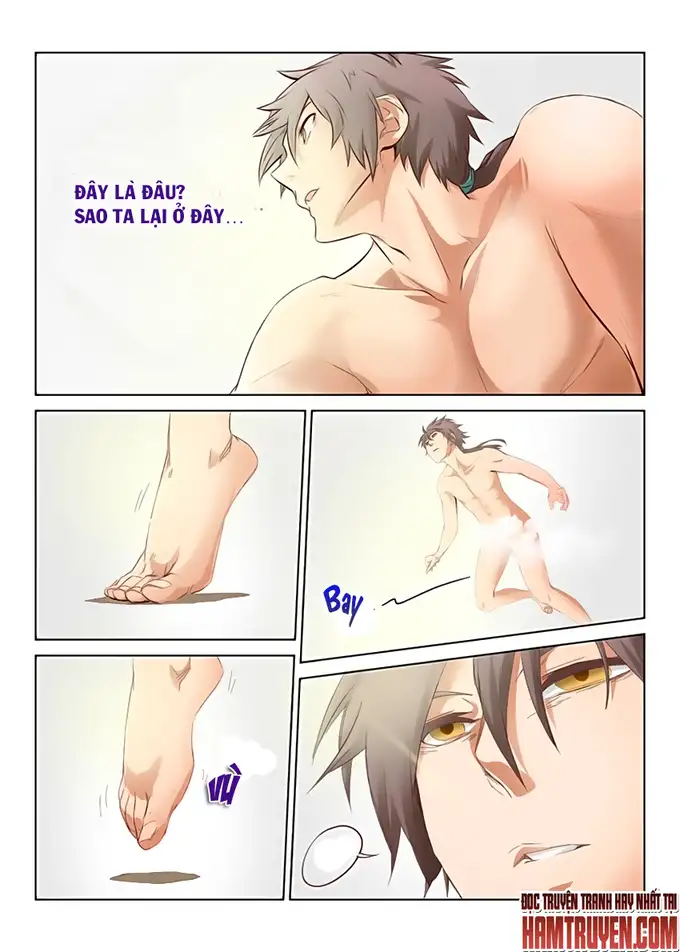 ĐÂY LÀ ĐÂU?
SAO TA LẠI Ở ĐÂY...
Bay
VÙ
...
ĐỌC TRUYỆN TRANH HAY NHẤT TẠI
HAMTRUYEN.COM